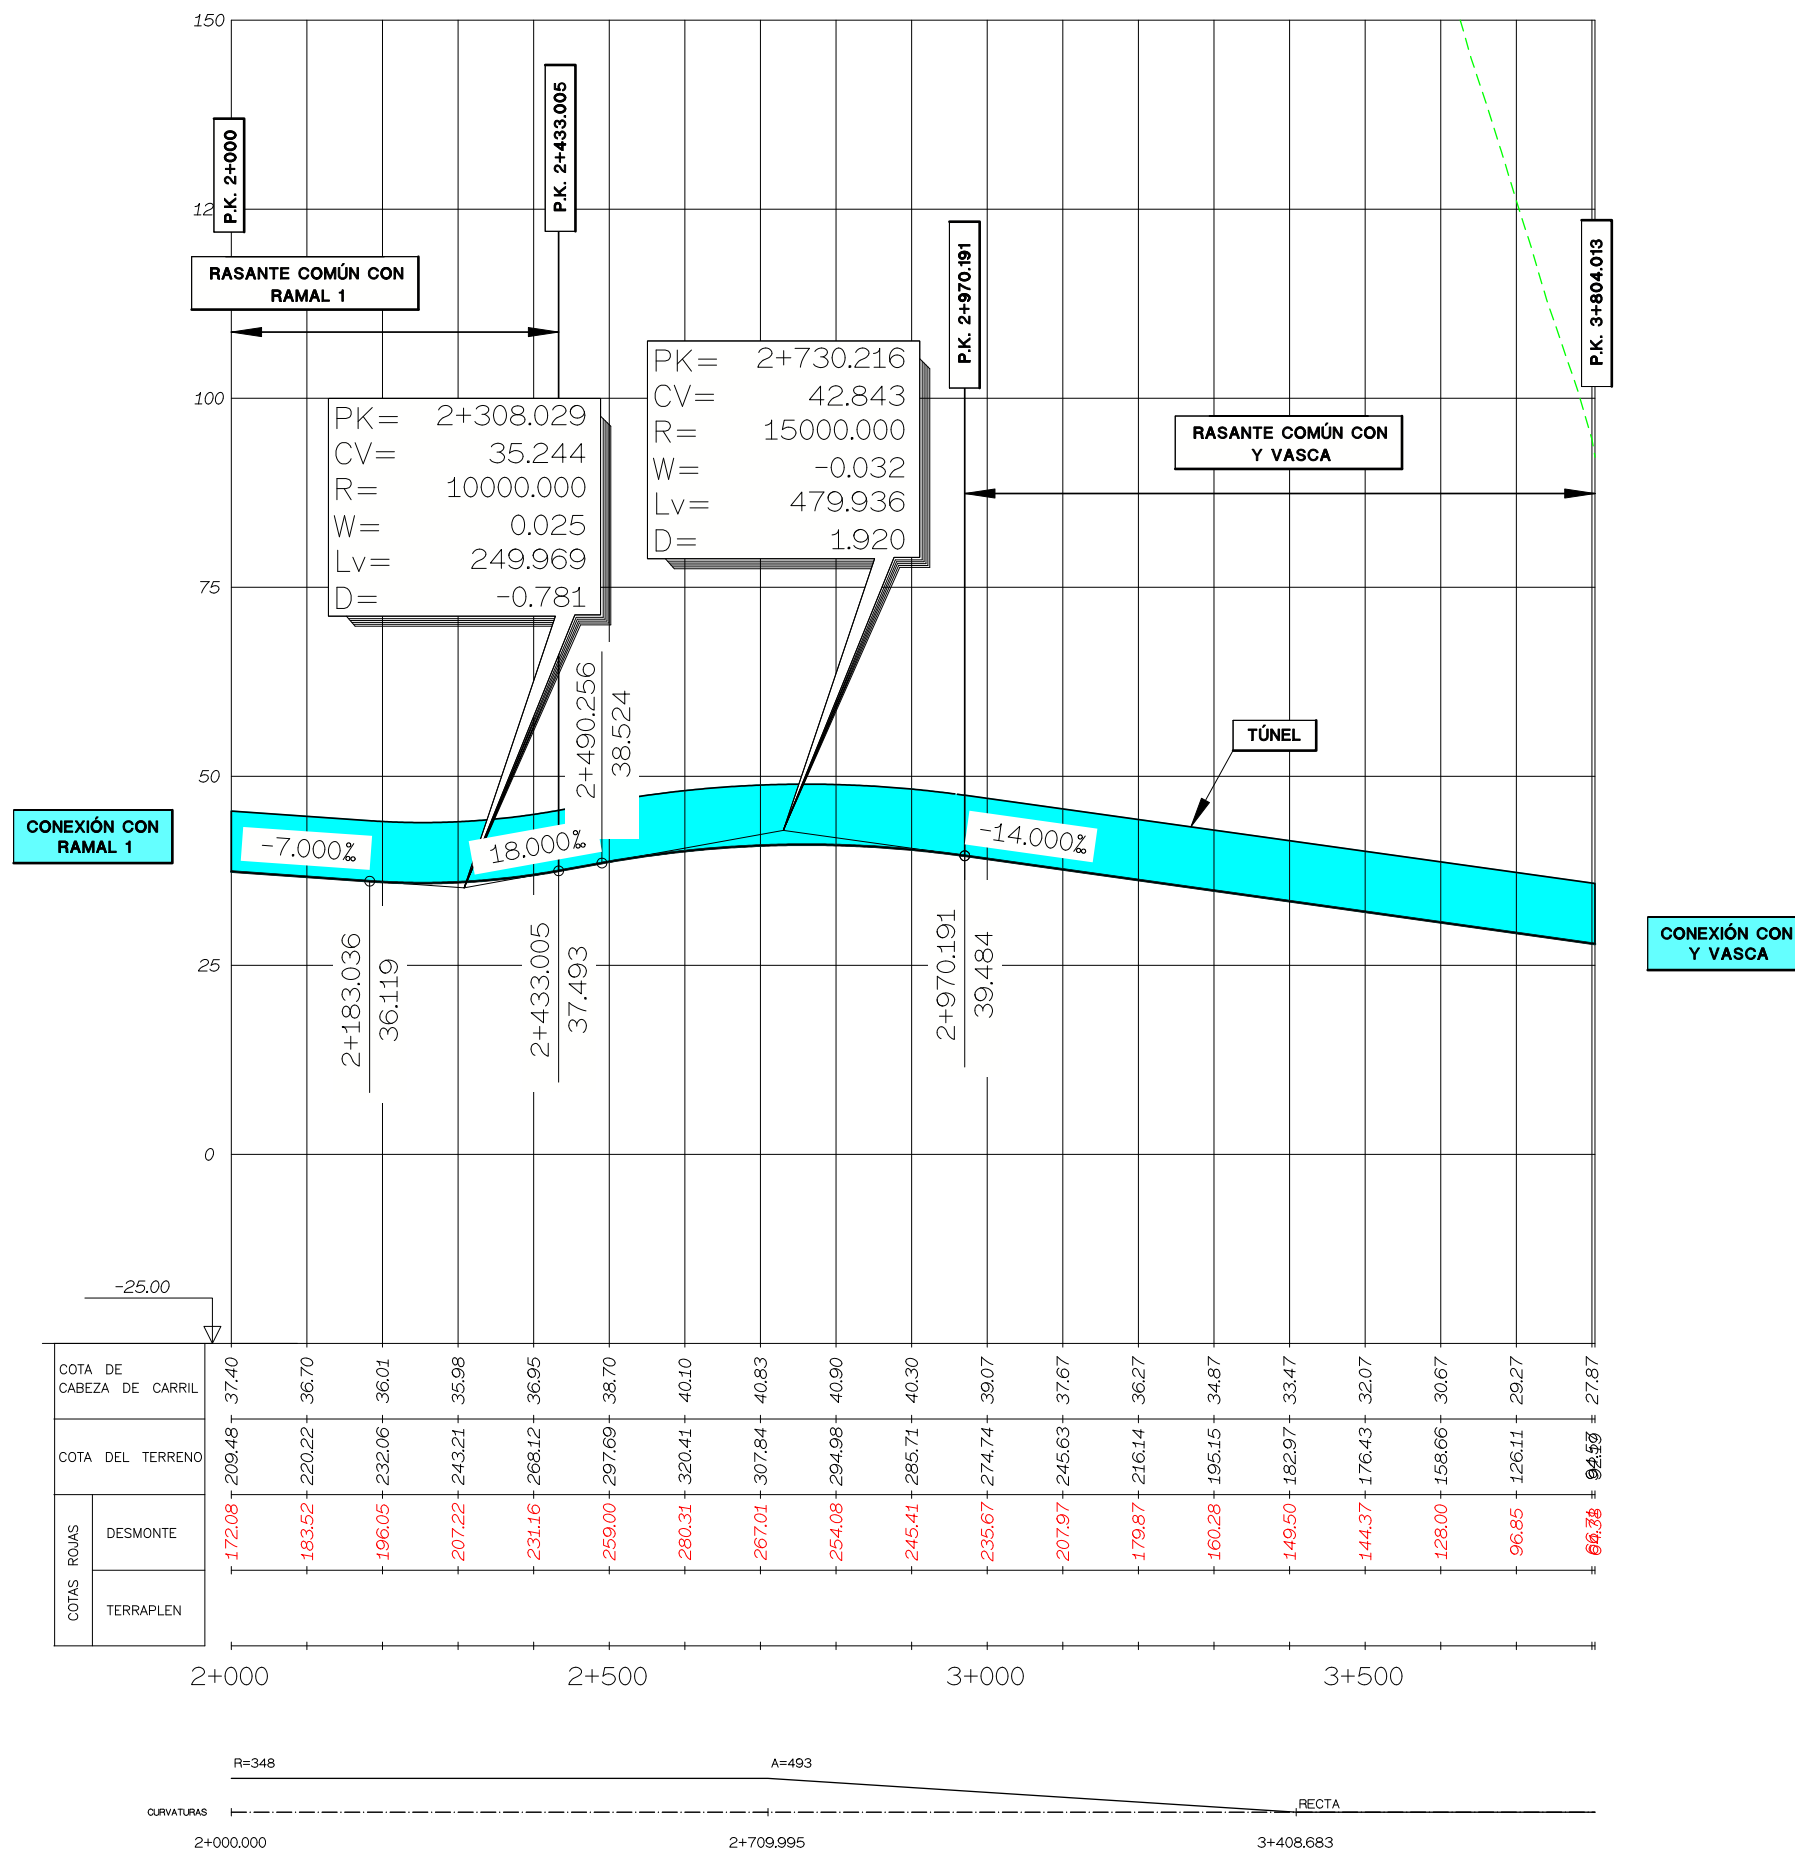 150
P.K. 2+000
P.K. 2+433.005
P.K. 2+970.191
P.K. 3+804.013
RASANTE COMÚN CON
RAMAL 1
PK= 2+730.216
CV= 42.843
R= 15000.000
W= -0.032
Lv= 479.936
D= 1.920
100
PK= 2+308.029
CV= 35.244
R= 10000.000
W= 0.025
Lv= 249.969
D= -0.781
RASANTE COMÚN CON
Y VASCA
75
2+490.256
38.524
TÚNEL
50
CONEXIÓN CON
RAMAL 1
-7.000‰
18.000‰
-14.000‰
CONEXIÓN CON
Y VASCA
25
2+183.036
36.119
2+433.005
37.493
2+970.191
39.484
0
-25.00
COTA DE
CABEZA DE CARRIL
37.40 36.70 36.01 35.98 36.95 38.70 40.10 40.83 40.90 40.30 39.07 37.67 36.27 34.87 33.47 32.07 30.67 29.27 27.87
COTA DEL TERRENO
209.48 220.22 232.06 243.21 268.12 297.69 320.41 307.84 294.98 285.71 274.74 245.63 216.14 195.15 182.97 176.43 158.66 126.11
COTAS ROJAS
DESMONTE
172.08 183.52 196.05 207.22 231.16 259.00 280.31 267.01 254.08 245.41 235.67 207.97 179.87 160.28 149.50 144.37 128.00 96.85
TERRAPLEN
2+000 2+500 3+000 3+500
R=348 A=493
RECTA
CURVATURAS
2+000.000 2+709.995 3+408.683